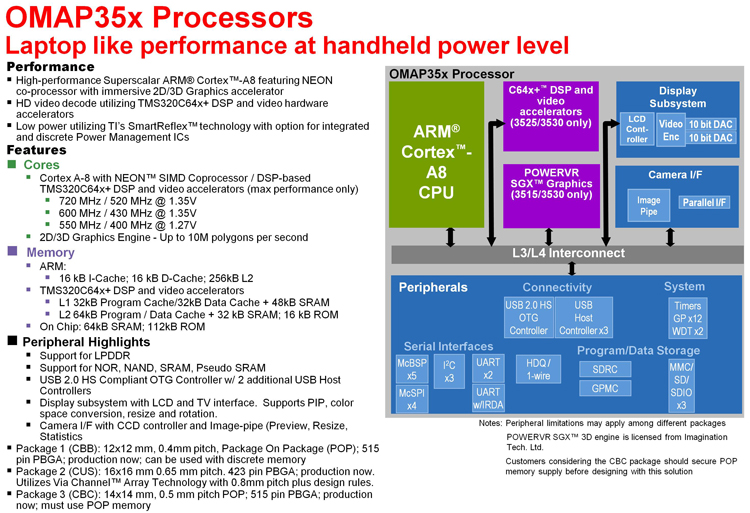 OMAP35x Processors
Laptop like performance at handheld power level
Performance
▪ High-performance Superscalar ARM® Cortex™-A8 featuring NEON
co-processor with immersive 2D/3D Graphics accelerator
▪ HD video decode utilizing TMS320C64x+ DSP and video hardware
accelerators
▪ Low power utilizing TI's SmartReflex™ technology with option for integrated
and discrete Power Management ICs
Features
■ Cores
▪ Cortex A-8 with NEON™ SIMD Coprocessor / DSP-based
TMS320C64x+ DSP and video accelerators (max performance only)
▪ 720 MHz / 520 MHz @ 1.35V
▪ 600 MHz / 430 MHz @ 1.35V
▪ 550 MHz / 400 MHz @ 1.27V
▪ 2D/3D Graphics Engine - Up to 10M polygons per second
■ Memory
▪ ARM:
▪ 16 kB I-Cache; 16 kB D-Cache; 256kB L2
▪ TMS320C64x+ DSP and video accelerators
▪ L1 32kB Program Cache/32kB Data Cache + 48kB SRAM
▪ L2 64kB Program / Data Cache + 32 kB SRAM; 16 kB ROM
▪ On Chip: 64kB SRAM; 112kB ROM
■ Peripheral Highlights
▪ Support for LPDDR
▪ Support for NOR, NAND, SRAM, Pseudo SRAM
▪ USB 2.0 HS Compliant OTG Controller w/ 2 additional USB Host
Controllers
▪ Display subsystem with LCD and TV interface. Supports PIP, color
space conversion, resize and rotation.
▪ Camera I/F with CCD controller and Image-pipe (Preview, Resize,
Statistics
▪ Package 1 (CBB): 12x12 mm, 0.4mm pitch, Package On Package (POP); 515
pin PBGA; production now; can be used with discrete memory
▪ Package 2 (CUS): 16x16 mm 0.65 mm pitch. 423 pin PBGA; production now.
Utilizes Via Channel™ Array Technology with 0.8mm pitch plus design rules.
▪ Package 3 (CBC): 14x14 mm, 0.5 mm pitch POP; 515 pin PBGA; production
now; must use POP memory
OMAP35x Processor
ARM®
Cortex™-
A8
CPU
C64x+™ DSP and
video
accelerators
(3525/3530 only)
POWERVR
SGX™ Graphics
(3515/3530 only)
Display
Subsystem
LCD
Cont-
roller
Video
Enc
10 bit DAC
10 bit DAC
Camera I/F
Image
Pipe
Parallel I/F
L3/L4 Interconnect
Peripherals
Connectivity
USB 2.0 HS
OTG
Controller
USB
Host
Controller x3
System
Timers
GP x12
WDT x2
Serial Interfaces
McBSP
x5
McSPI
x4
I²C
x3
UART
x2
UART
w/IRDA
HDQ /
1-wire
Program/Data Storage
SDRC
GPMC
MMC/
SD/
SDIO
x3
Notes: Peripheral limitations may apply among different packages
POWERVR SGX™ 3D engine is licensed from Imagination
Tech. Ltd.
Customers considering the CBC package should secure POP
memory supply before designing with this solution